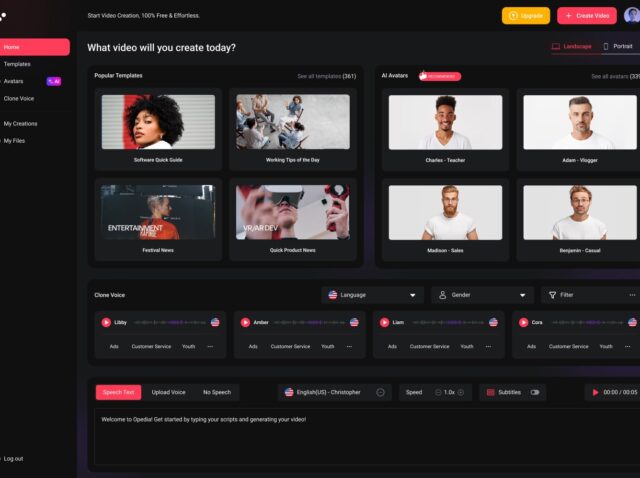 Start Video Creation, 100% Free & Effortless.
Upgrade
+ Create Video
Home
Templates
Avatars
AI
Clone Voice
My Creations
My Files
Log out
What video will you create today?
Landscape
Portrait
Popular Templates
See all templates (361)
Software Quick Guide
Working Tips of the Day
ENTERTAINMENT
Festival News
VR/AR DEV
Quick Product News
AI Avatars
RECOMMENDED
See all avatars (339
Charles - Teacher
Adam - Vlogger
Madison - Sales
Benjamin - Casual
Clone Voice
Language
Gender
Filter
Libby
Ads Customer Service Youth
Amber
Ads Customer Service Youth
Liam
Ads Customer Service Youth
Cora
Ads Customer Service Youth
Speech Text
Upload Voice
No Speech
English(US) - Christopher
Speed
1.0x
Subtitles
00:00 / 00:05
Welcome to Opedia! Get started by typing your scripts and generating your video!